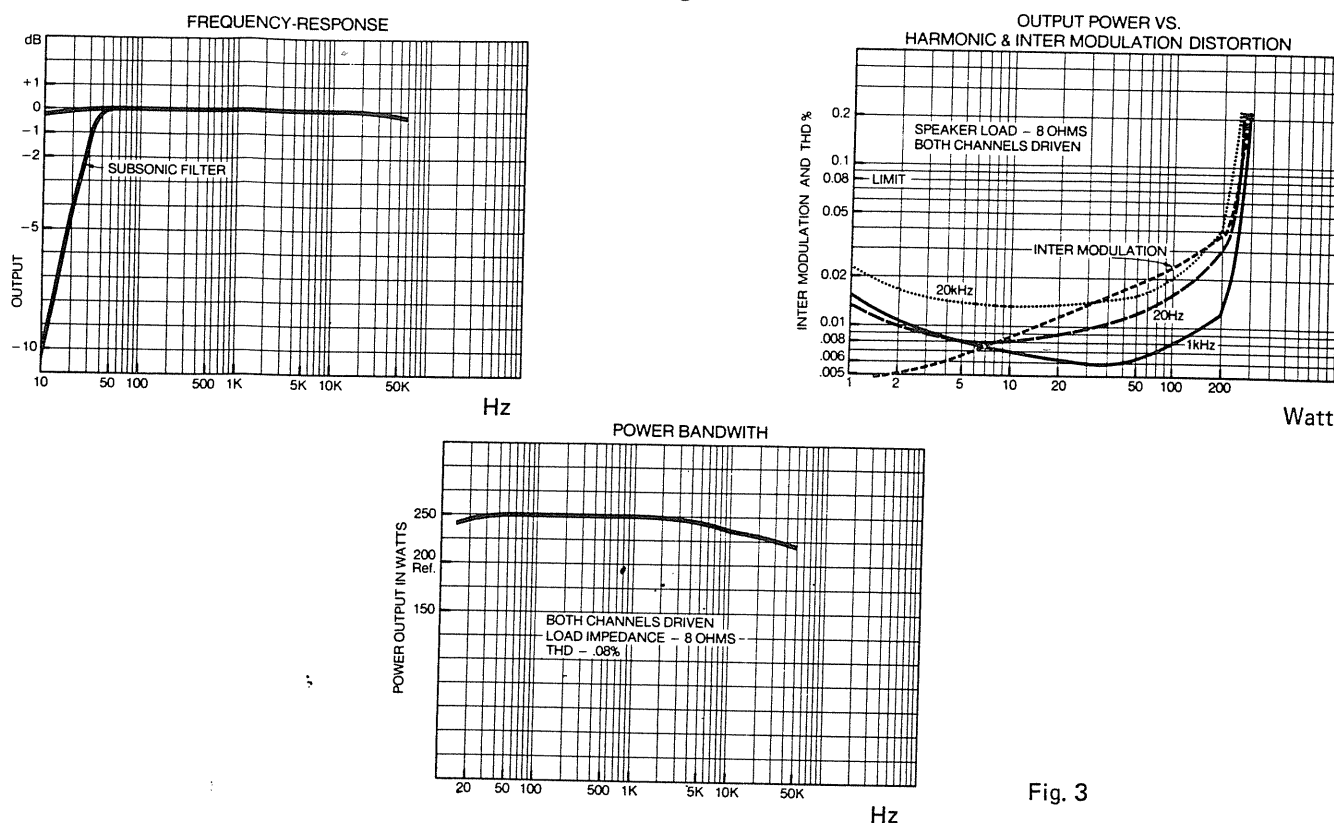 FREQUENCY-RESPONSE
dB
+1
0
-1
-2
-5
-10
OUTPUT
SUBSONIC FILTER
10 50 100 500 1K 5K 10K 50K
Hz
OUTPUT POWER VS.
HARMONIC & INTER MODULATION DISTORTION
INTER MODULATION AND THD %
0.2
0.1
0.08
0.05
0.02
0.01
.008
.006
.005
SPEAKER LOAD – 8 OHMS
BOTH CHANNELS DRIVEN
LIMIT
INTER MODULATION
20kHz
20Hz
1kHz
1 2 5 10 20 50 100 200
Watt
POWER BANDWITH
POWER OUTPUT IN WATTS
250
200
Ref.
150
BOTH CHANNELS DRIVEN
LOAD IMPEDANCE – 8 OHMS
THD – .08%
20 50 100 500 1K 5K 10K 50K
Hz
Fig. 3